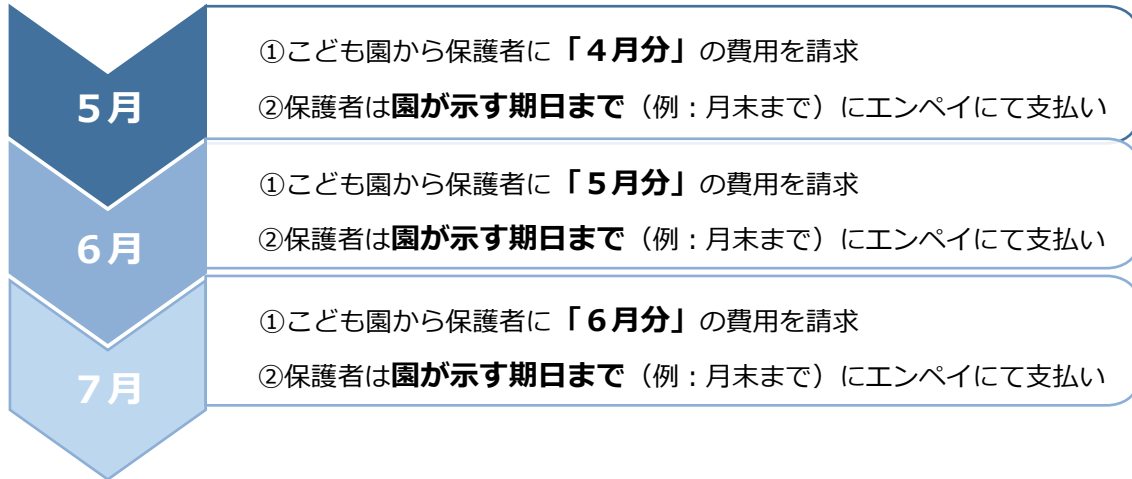 5月
①こども園から保護者に「４月分」の費用を請求
②保護者は園が示す期日まで（例：月末まで）にエンペイにて支払い
6月
①こども園から保護者に「５月分」の費用を請求
②保護者は園が示す期日まで（例：月末まで）にエンペイにて支払い
7月
①こども園から保護者に「６月分」の費用を請求
②保護者は園が示す期日まで（例：月末まで）にエンペイにて支払い